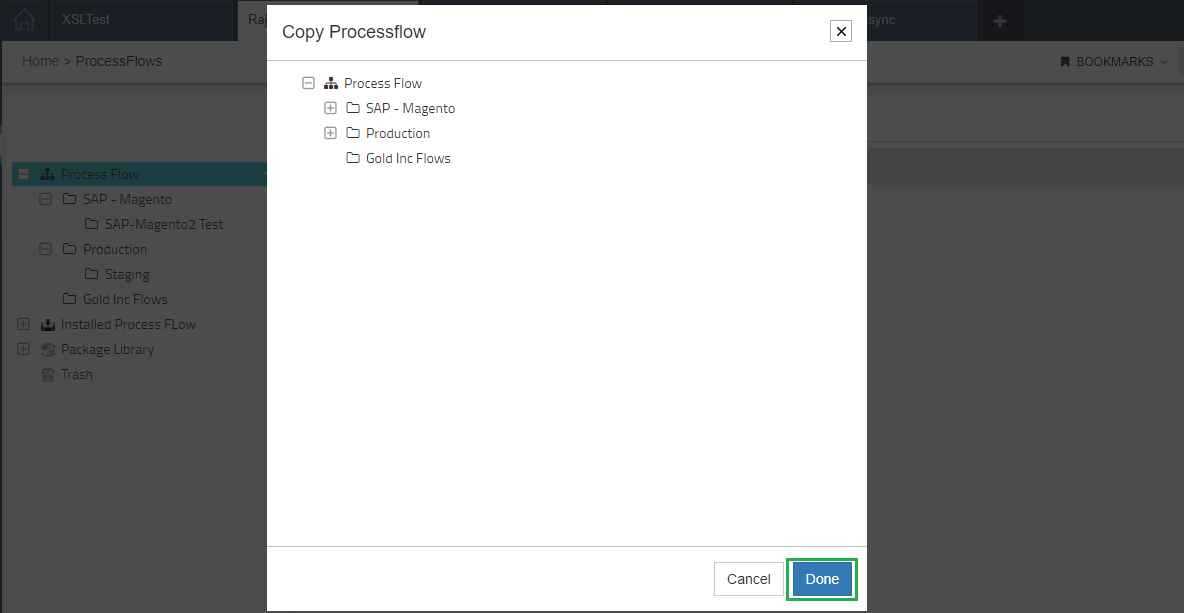 XSLTest
Raj
sync
Home > ProcessFlows
BOOKMARKS
Process Flow
SAP - Magento
SAP-Magento2 Test
Production
Staging
Gold Inc Flows
Installed Process FLow
Package Library
Trash
Copy Processflow
Process Flow
SAP - Magento
Production
Gold Inc Flows
Cancel
Done